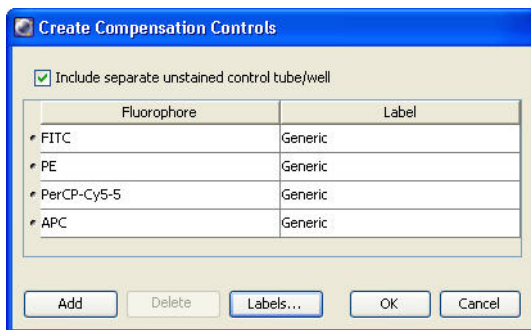 Create Compensation Controls
Include separate unstained control tube/well
Fluorophore Label
FITC Generic
PE Generic
PerCP-Cy5-5 Generic
APC Generic
Add Delete Labels... OK Cancel